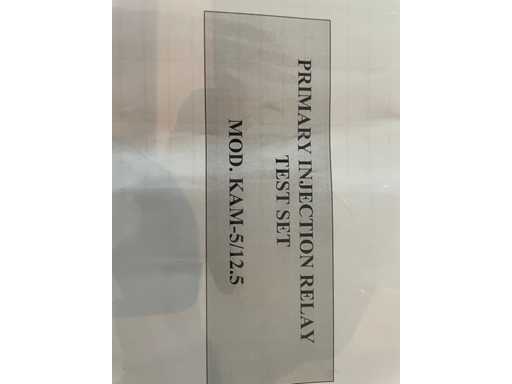 PRIMARY INJECTION RELAY
TEST SET
MOD. KAM-5/12.5